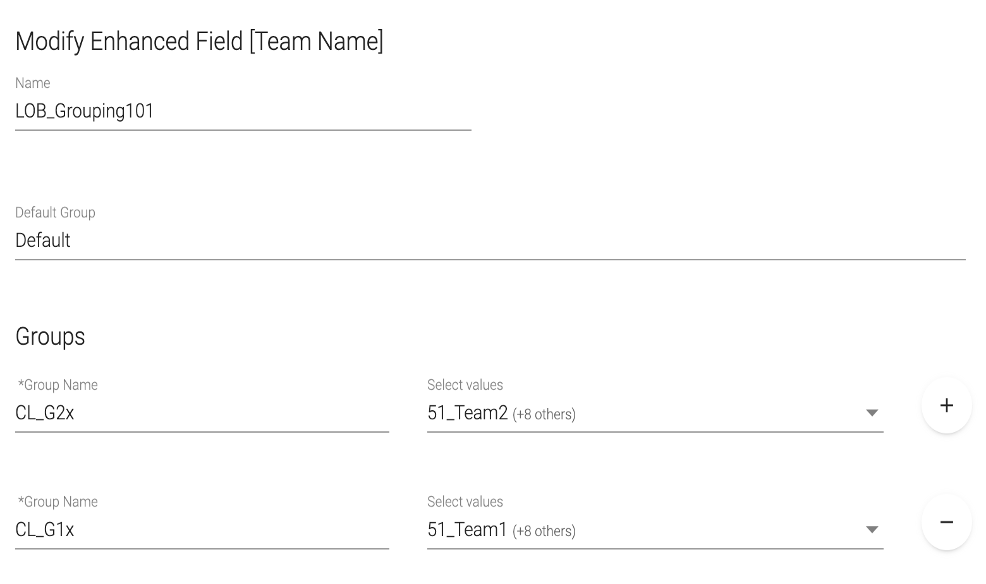 Modify Enhanced Field [Team Name]
Name
LOB_Grouping101
Default Group
Default
Groups
*Group Name Select values
CL_G2x 51_Team2 (+8 others) +
*Group Name Select values
CL_G1x 51_Team1 (+8 others) −